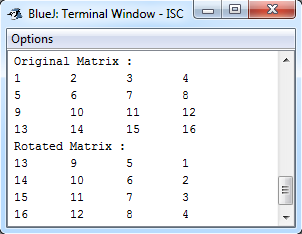 BlueJ: Terminal Window - ISC
Options
Original Matrix :
1 2 3 4
5 6 7 8
9 10 11 12
13 14 15 16
Rotated Matrix :
13 9 5 1
14 10 6 2
15 11 7 3
16 12 8 4